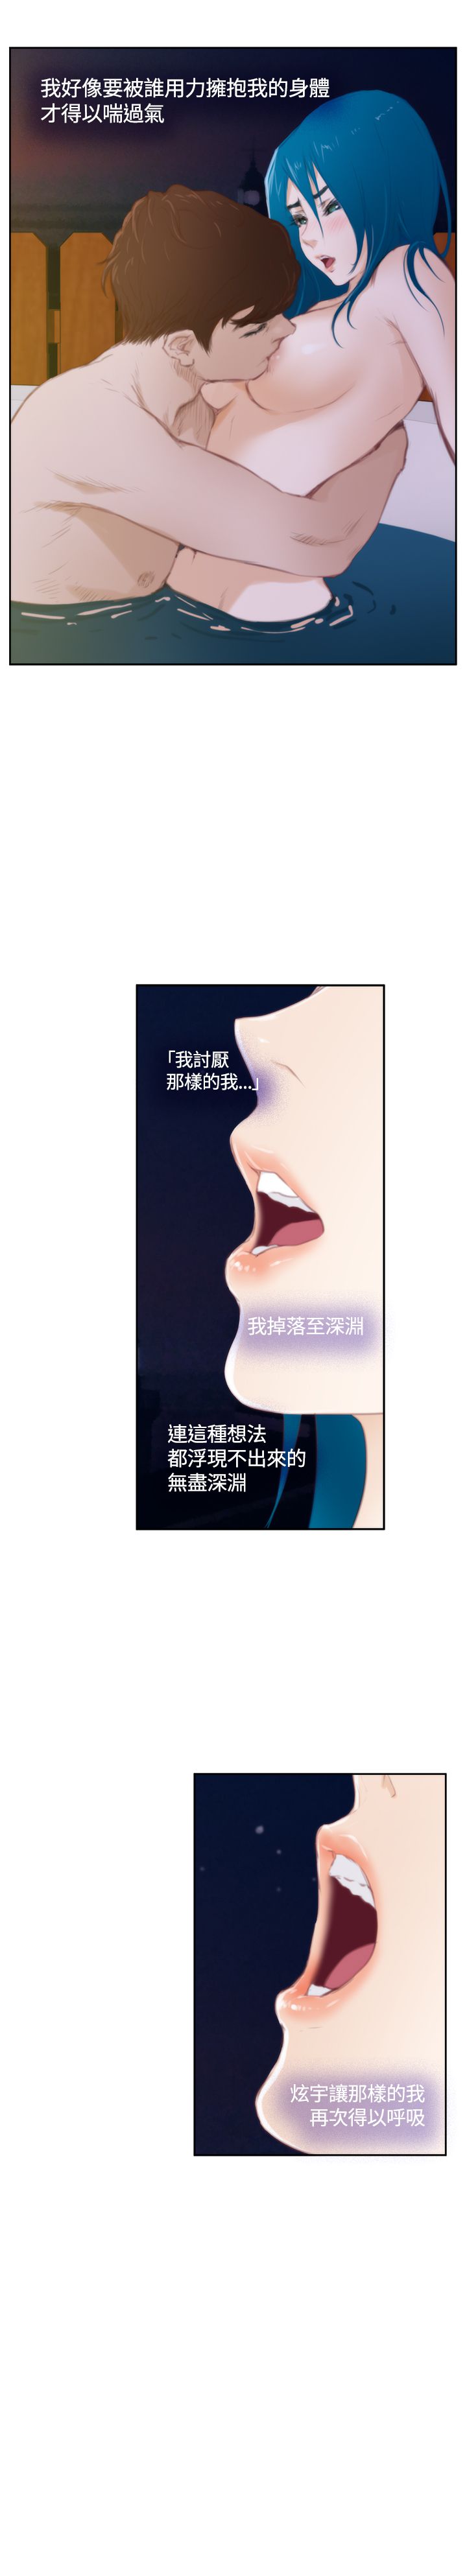 我好像要被誰用力擁抱我的身體
才得以喘過氣
「我討厭
那樣的我...」
我掉落至深淵
連這種想法
都浮現不出來的
無盡深淵
炫宇讓那樣的我
再次得以呼吸